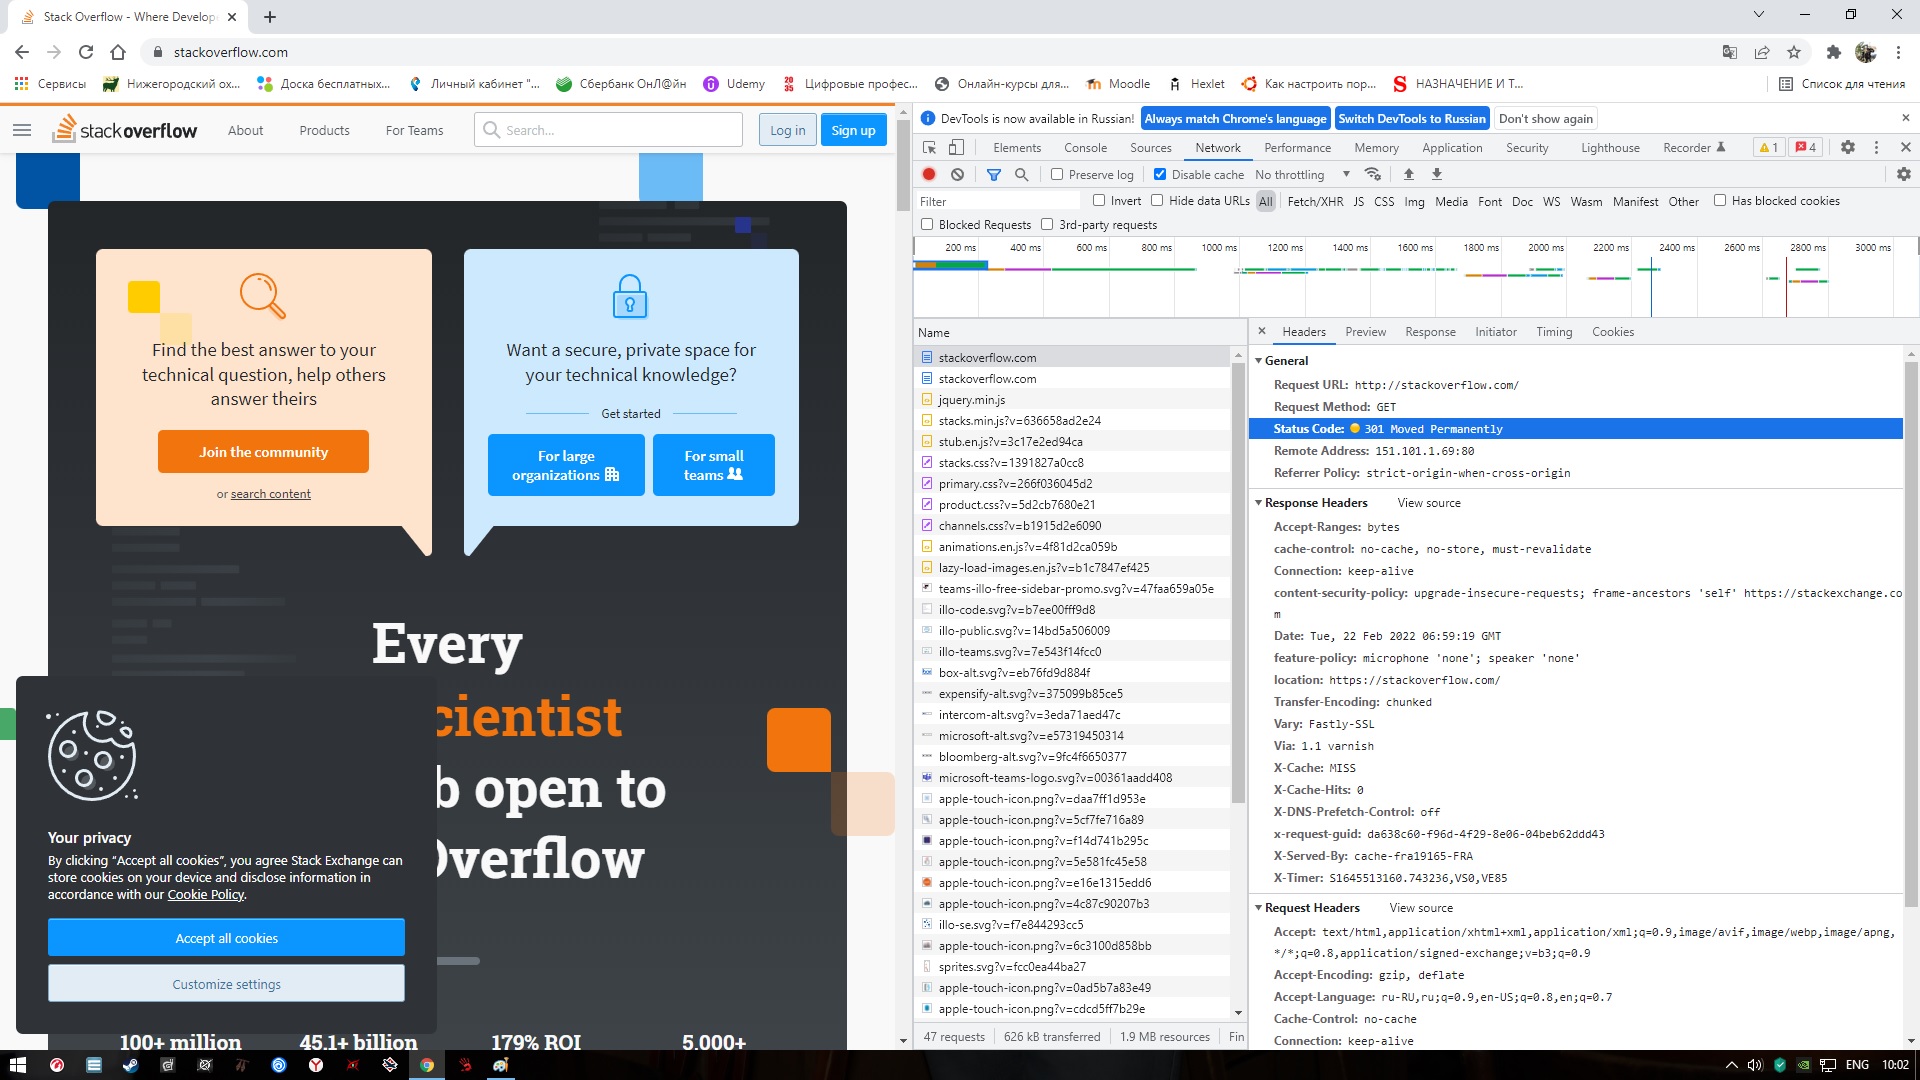 Stack Overflow - Where Develop
stackoverflow.com
Сервисы
Нижегородский ох...
Доска бесплатных...
Личный кабинет "...
Сбербанк ОнЛ@йн
Udemy
Цифровые профес...
Онлайн-курсы для...
Moodle
Hexlet
Как настроить пор...
НАЗНАЧЕНИЕ И Т...
Список для чтения
stackoverflow
About
Products
For Teams
Search...
Log in
Sign up
Find the best answer to your
technical question, help others
answer theirs
Join the community
or search content
Want a secure, private space for
your technical knowledge?
Get started
For large
organizations
For small
teams
Every
cientist
b open to
Overflow
Your privacy
By clicking “Accept all cookies”, you agree Stack Exchange can
store cookies on your device and disclose information in
accordance with our Cookie Policy.
Accept all cookies
Customize settings
100+ million
45.1+ billion
179% ROI
5,000+
DevTools is now available in Russian!
Always match Chrome's language
Switch DevTools to Russian
Don't show again
Elements
Console
Sources
Network
Performance
Memory
Application
Security
Lighthouse
Recorder
1
4
Preserve log
Disable cache
No throttling
Filter
Invert
Hide data URLs
All
Fetch/XHR
JS
CSS
Img
Media
Font
Doc
WS
Wasm
Manifest
Other
Has blocked cookies
Blocked Requests
3rd-party requests
200 ms
400 ms
600 ms
800 ms
1000 ms
1200 ms
1400 ms
1600 ms
1800 ms
2000 ms
2200 ms
2400 ms
2600 ms
2800 ms
3000 ms
Name
stackoverflow.com
stackoverflow.com
jquery.min.js
stacks.min.js?v=636658ad2e24
stub.en.js?v=3c17e2ed94ca
stacks.css?v=1391827a0cc8
primary.css?v=266f036045d2
product.css?v=5d2cb7680e21
channels.css?v=b1915d2e6090
animations.en.js?v=4f81d2ca059b
lazy-load-images.en.js?v=b1c7847ef425
teams-illo-free-sidebar-promo.svg?v=47faa659a05e
illo-code.svg?v=b7ee00fff9d8
illo-public.svg?v=14bd5a506009
illo-teams.svg?v=7e543f14fcc0
box-alt.svg?v=eb76fd9d884f
expensify-alt.svg?v=375099b85ce5
intercom-alt.svg?v=3eda71aed47c
microsoft-alt.svg?v=e57319450314
bloomberg-alt.svg?v=9fc4f6650377
microsoft-teams-logo.svg?v=00361aadd408
apple-touch-icon.png?v=daa7ff1d953e
apple-touch-icon.png?v=5cf7fe716a89
apple-touch-icon.png?v=f14d741b295c
apple-touch-icon.png?v=5e581fc45e58
apple-touch-icon.png?v=e16e1315edd6
apple-touch-icon.png?v=4c87c90207b3
illo-se.svg?v=f7e844293cc5
apple-touch-icon.png?v=6c3100d858bb
sprites.svg?v=fcc0ea44ba27
apple-touch-icon.png?v=0ad5b7a83e49
apple-touch-icon.png?v=cdcd5ff7b29e
47 requests
626 kB transferred
1.9 MB resources
Fin
Headers
Preview
Response
Initiator
Timing
Cookies
General
Request URL: http://stackoverflow.com/
Request Method: GET
Status Code: 301 Moved Permanently
Remote Address: 151.101.1.69:80
Referrer Policy: strict-origin-when-cross-origin
Response Headers
View source
Accept-Ranges: bytes
cache-control: no-cache, no-store, must-revalidate
Connection: keep-alive
content-security-policy: upgrade-insecure-requests; frame-ancestors 'self' https://stackexchange.co
m
Date: Tue, 22 Feb 2022 06:59:19 GMT
feature-policy: microphone 'none'; speaker 'none'
location: https://stackoverflow.com/
Transfer-Encoding: chunked
Vary: Fastly-SSL
Via: 1.1 varnish
X-Cache: MISS
X-Cache-Hits: 0
X-DNS-Prefetch-Control: off
x-request-guid: da638c60-f96d-4f29-8e06-04beb62ddd43
X-Served-By: cache-fra19165-FRA
X-Timer: S1645513160.743236,VS0,VE85
Request Headers
View source
Accept: text/html,application/xhtml+xml,application/xml;q=0.9,image/avif,image/webp,image/apng,
*/*;q=0.8,application/signed-exchange;v=b3;q=0.9
Accept-Encoding: gzip, deflate
Accept-Language: ru-RU,ru;q=0.9,en-US;q=0.8,en;q=0.7
Cache-Control: no-cache
Connection: keep-alive
ENG
10:02